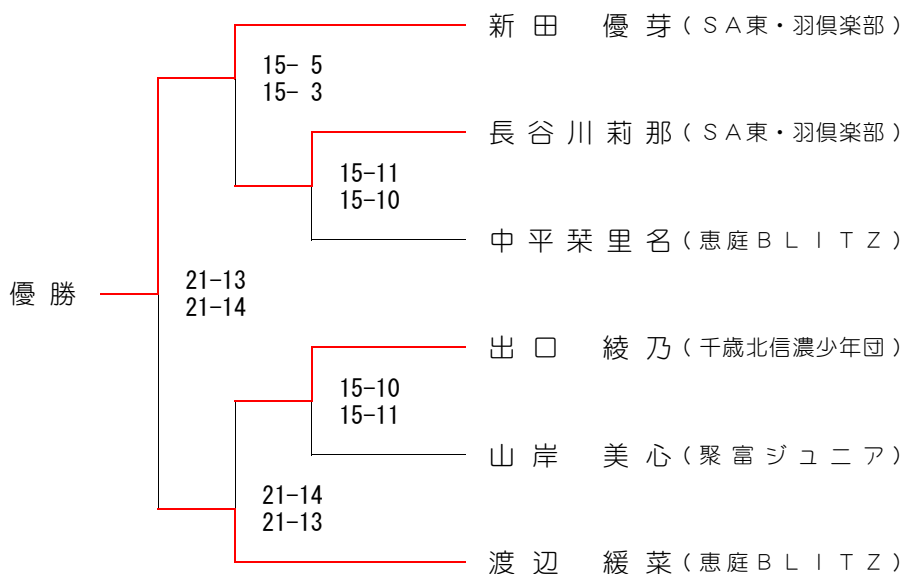 新田　優芽(ＳＡ東・羽倶楽部)
15- 5
15- 3
長谷川莉那(ＳＡ東・羽倶楽部)
15-11
15-10
中平栞里名(恵庭ＢＬＩＴＺ)
21-13
21-14
優勝
出口　綾乃(千歳北信濃少年団)
15-10
15-11
山岸　美心(聚富ジュニア)
21-14
21-13
渡辺　緩菜(恵庭ＢＬＩＴＺ)